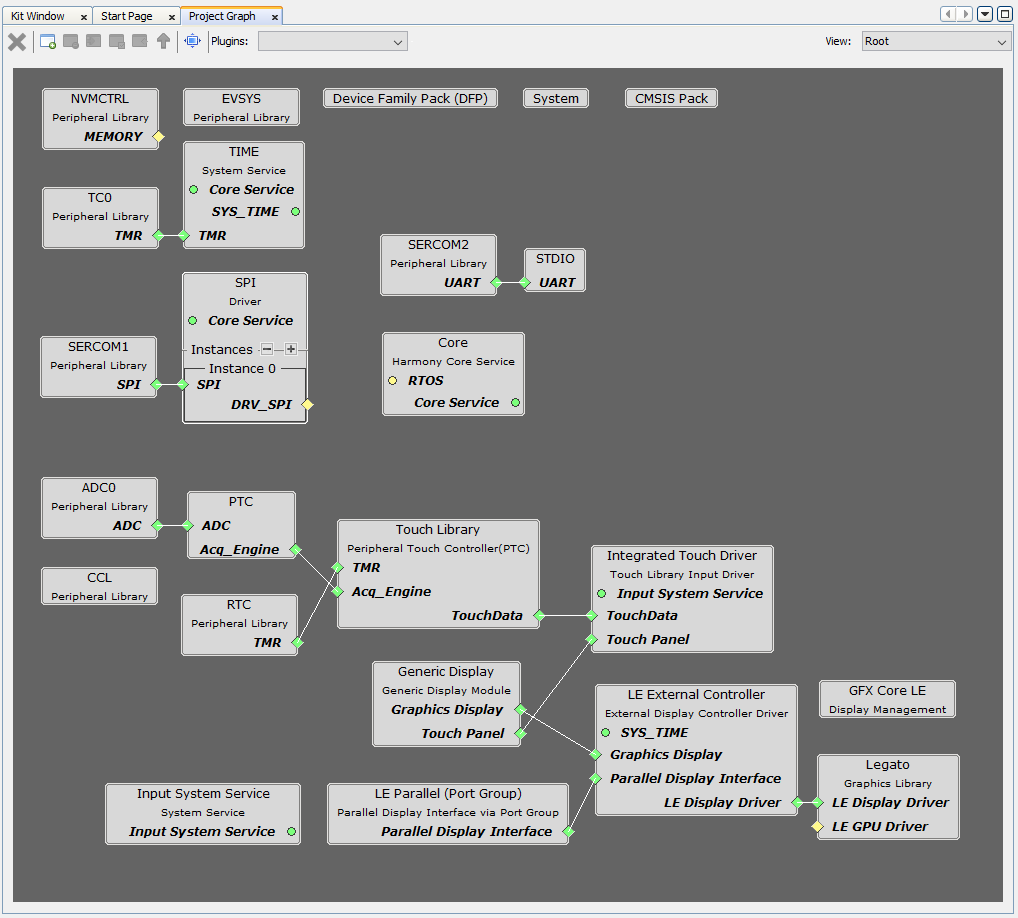 Kit Window
Start Page
Project Graph
Plugins:
View:
Root
NVMCTRL
Peripheral Library
MEMORY
EVSYS
Peripheral Library
Device Family Pack (DFP)
System
CMSIS Pack
TIME
System Service
Core Service
SYS_TIME
TMR
TC0
Peripheral Library
TMR
SERCOM2
Peripheral Library
UART
STDIO
UART
SPI
Driver
Core Service
Instances
Instance 0
SPI
DRV_SPI
SERCOM1
Peripheral Library
SPI
Core
Harmony Core Service
RTOS
Core Service
ADC0
Peripheral Library
ADC
PTC
ADC
Acq_Engine
CCL
Peripheral Library
RTC
Peripheral Library
TMR
Touch Library
Peripheral Touch Controller(PTC)
TMR
Acq_Engine
TouchData
Integrated Touch Driver
Touch Library Input Driver
Input System Service
TouchData
Touch Panel
Generic Display
Generic Display Module
Graphics Display
Touch Panel
LE External Controller
External Display Controller Driver
SYS_TIME
Graphics Display
Parallel Display Interface
LE Display Driver
GFX Core LE
Display Management
Legato
Graphics Library
LE Display Driver
LE GPU Driver
Input System Service
System Service
Input System Service
LE Parallel (Port Group)
Parallel Display Interface via Port Group
Parallel Display Interface